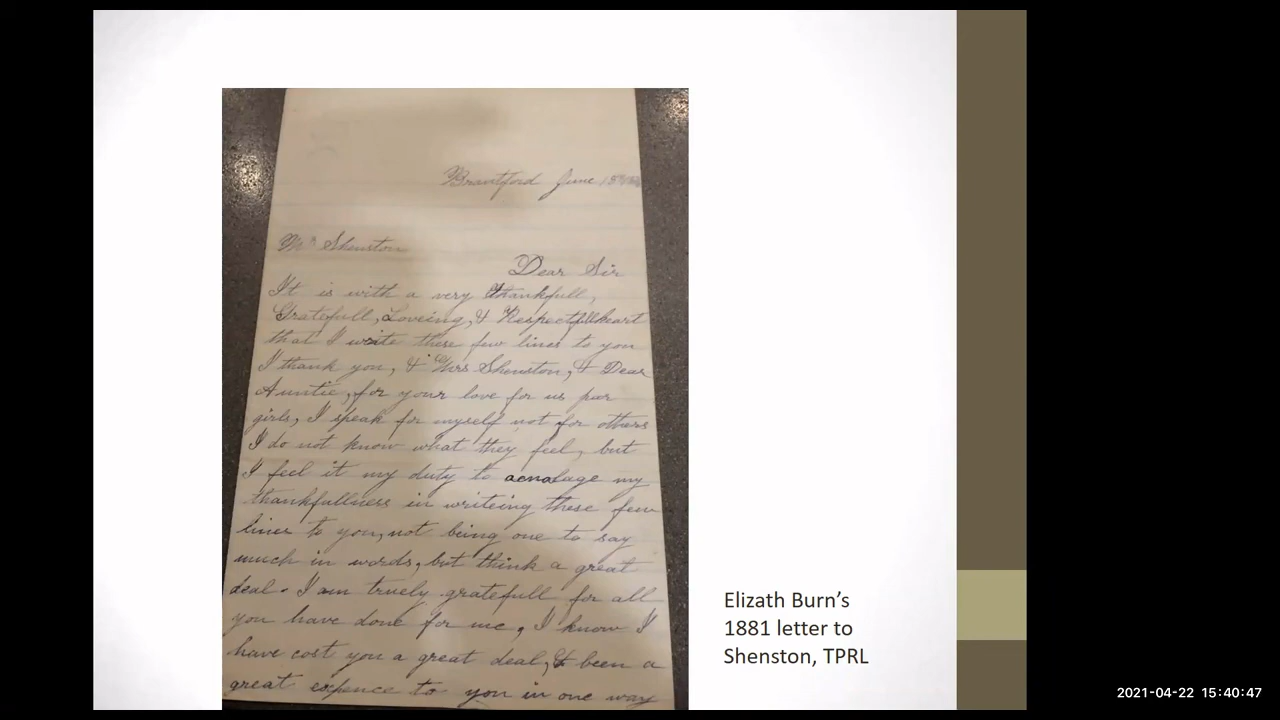 Brantford June
Mr Shenston
Dear Sir
It is with a very thankfull,
Gratefull, Loveing, & Respectfull heart
that I write these few lines to you
I thank you, & Mrs Shenston, & Dear
Auntie, for your love for us pur
girls, I speak for myself not for others
I do not know what they feel, but
I feel it my duty to acnolage my
thankfullness in writeing these few
lines to you, not being one to say
much in words, but think a great
deal. I am truely gratefull for all
you have done for me, I know I
have cost you a great deal, & been a
great expence to you in one way
Elizath Burn’s
1881 letter to
Shenston, TPRL
2021-04-22 15:40:47